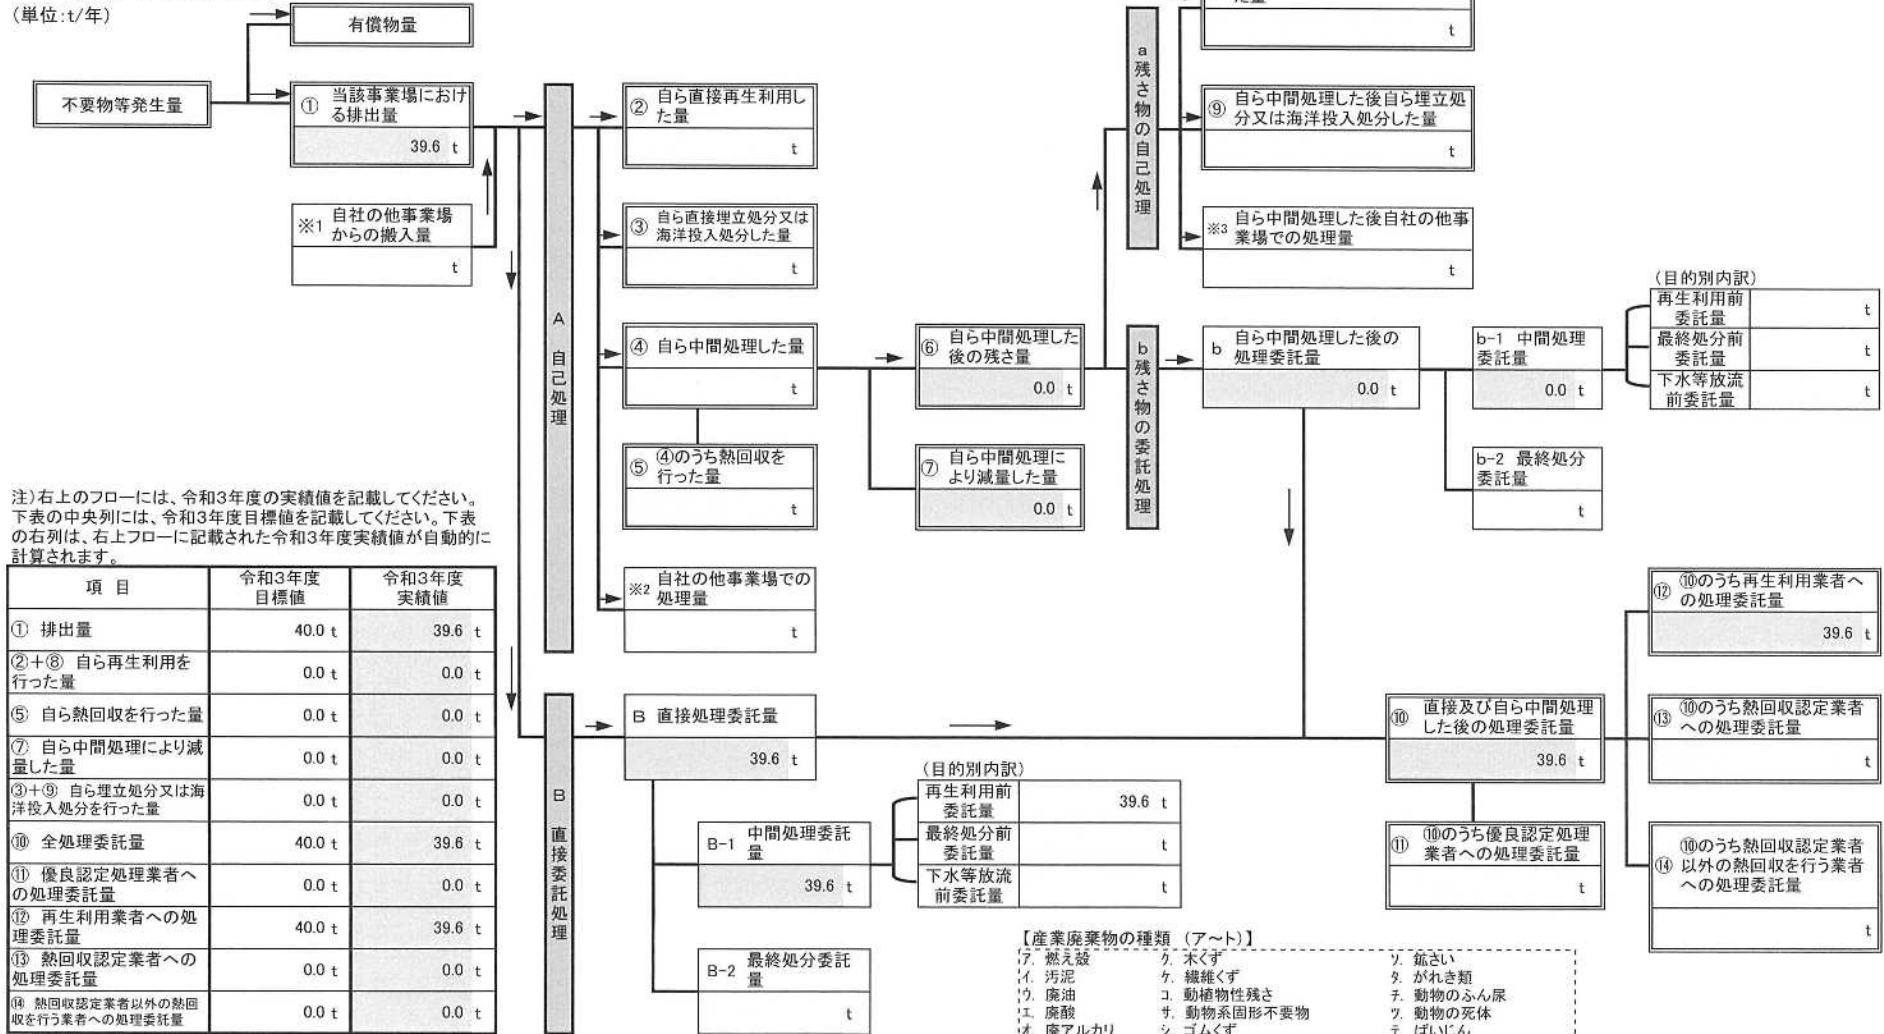 (単位:t/年)
有償物量
不要物等発生量
① 当該事業場におけ
る排出量
39.6 t
※1 自社の他事業場
からの搬入量
t
A 自己処理
② 自ら直接再生利用し
た量
t
③ 自ら直接埋立処分又は
海洋投入処分した量
t
④ 自ら中間処理した量
t
⑤ ④のうち熱回収を
行った量
t
※2 自社の他事業場での
処理量
t
⑥ 自ら中間処理した
後の残さ量
0.0 t
⑦ 自ら中間処理に
より減量した量
0.0 t
a 残さ物の自己処理
た量
t
⑨ 自ら中間処理した後自ら埋立処
分又は海洋投入処分した量
t
※3 自ら中間処理した後自社の他事
業場での処理量
t
b 残さ物の委託処理
b 自ら中間処理した後の
処理委託量
0.0 t
b-1 中間処理
委託量
0.0 t
(目的別内訳)
再生利用前
委託量 t
最終処分前
委託量 t
下水等放流
前委託量 t
b-2 最終処分
委託量
t
注)右上のフローには、令和3年度の実績値を記載してください。
下表の中央列には、令和3年度目標値を記載してください。下表
の右列は、右上フローに記載された令和3年度実績値が自動的に
計算されます。
項 目 令和3年度 令和3年度
目標値 実績値
① 排出量 40.0 t 39.6 t
②+⑧ 自ら再生利用を
行った量 0.0 t 0.0 t
⑤ 自ら熱回収を行った量 0.0 t 0.0 t
⑦ 自ら中間処理により減
量した量 0.0 t 0.0 t
③+⑨ 自ら埋立処分又は海
洋投入処分を行った量 0.0 t 0.0 t
⑩ 全処理委託量 40.0 t 39.6 t
⑪ 優良認定処理業者へ
の処理委託量 0.0 t 0.0 t
⑫ 再生利用業者への処
理委託量 40.0 t 39.6 t
⑬ 熱回収認定業者への
処理委託量 0.0 t 0.0 t
⑭ 熱回収認定業者以外の熱回
収を行う業者への処理委託量 0.0 t 0.0 t
B 直接委託処理
B 直接処理委託量
39.6 t
B-1 中間処理委託
量
39.6 t
(目的別内訳)
再生利用前
委託量 39.6 t
最終処分前
委託量 t
下水等放流
前委託量 t
B-2 最終処分委託
量
t
⑩ 直接及び自ら中間処理
した後の処理委託量
39.6 t
⑪ ⑩のうち優良認定処理
業者への処理委託量
t
⑫ ⑩のうち再生利用業者へ
の処理委託量
39.6 t
⑬ ⑩のうち熱回収認定業者
への処理委託量
t
⑭ ⑩のうち熱回収認定業者
以外の熱回収を行う業者
への処理委託量
t
【産業廃棄物の種類 (ア~ト)】
ア. 燃え殻 ク. 木くず ソ. 鉱さい
イ. 汚泥 ケ. 繊維くず タ. がれき類
ウ. 廃油 コ. 動植物性残さ チ. 動物のふん尿
エ. 廃酸 サ. 動物系固形不要物 ツ. 動物の死体
オ. 廃アルカリ シ. ゴムくず テ. ばいじん